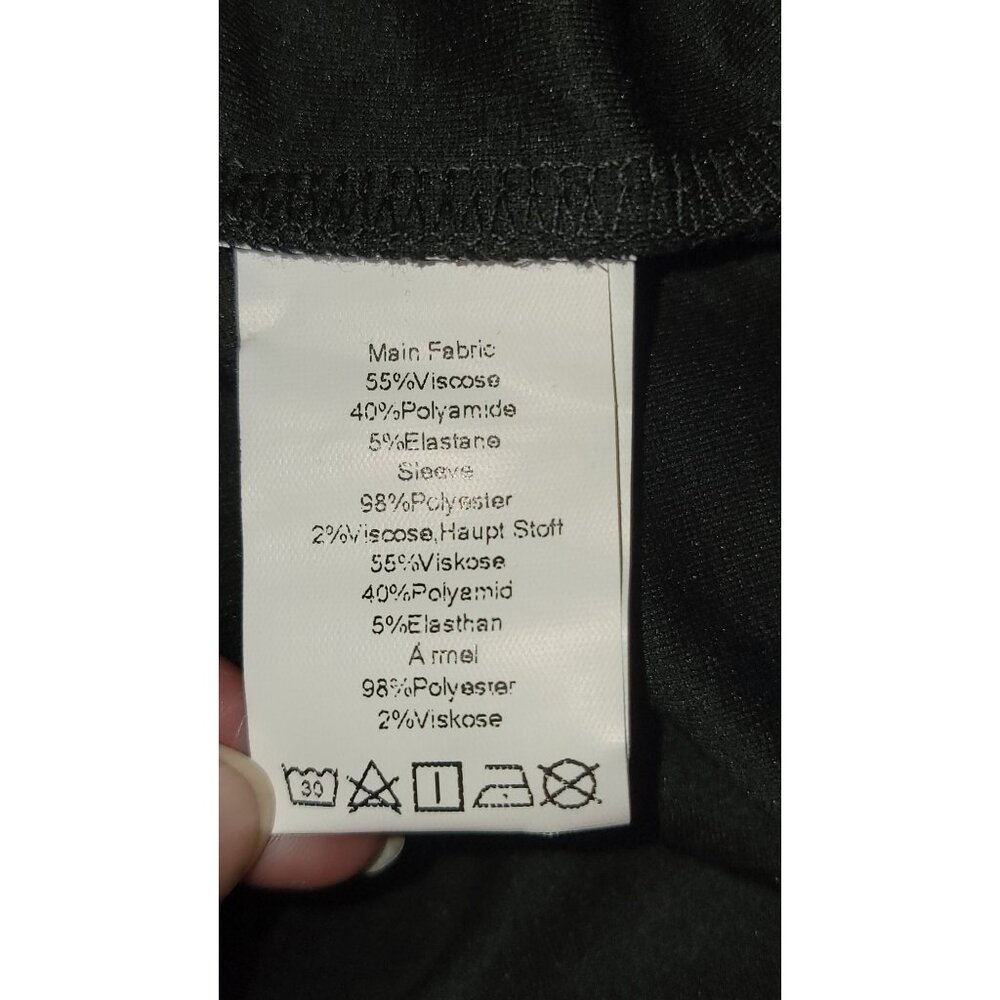 Main Fabric
55%Viscose
40%Polyamide
5%Elastane
Sleeve
98%Polyester
2%Viscose,Haupt Stoff
55%Viskose
40%Polyamid
5%Elasthan
Ärmel
98%Polyester
2%Viskose
30